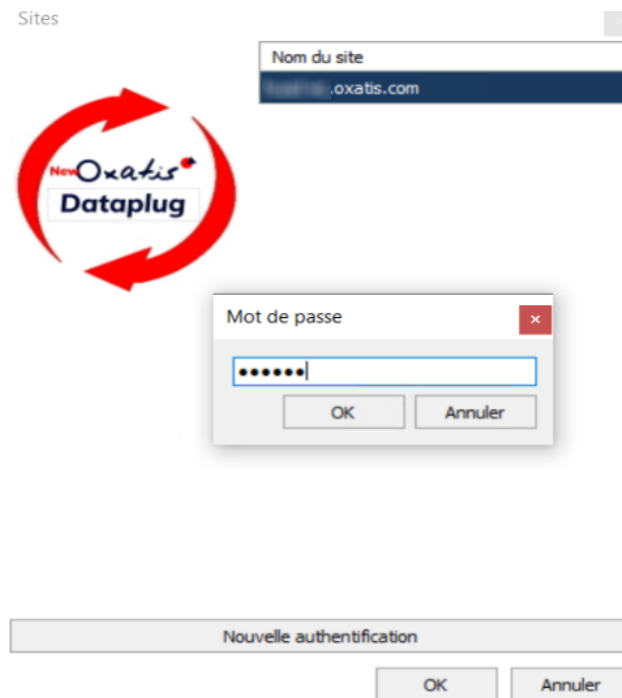 Sites
Nom du site
.oxatis.com
New Oxatis
Dataplug
Mot de passe
••••••
OK Annuler
Nouvelle authentification
OK Annuler